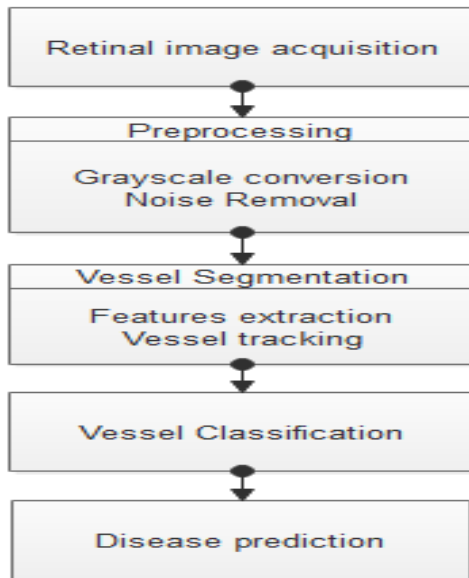 Retinal image acquisition
Preprocessing
Grayscale conversion
Noise Removal
Vessel Segmentation
Features extraction
Vessel tracking
Vessel Classification
Disease prediction